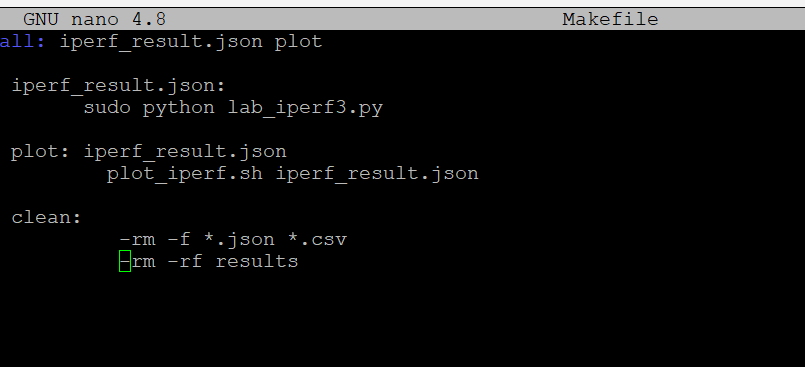 GNU nano 4.8 Makefile
all: iperf_result.json plot
iperf_result.json:
sudo python lab_iperf3.py
plot: iperf_result.json
plot_iperf.sh iperf_result.json
clean:
-rm -f *.json *.csv
-rm -rf results